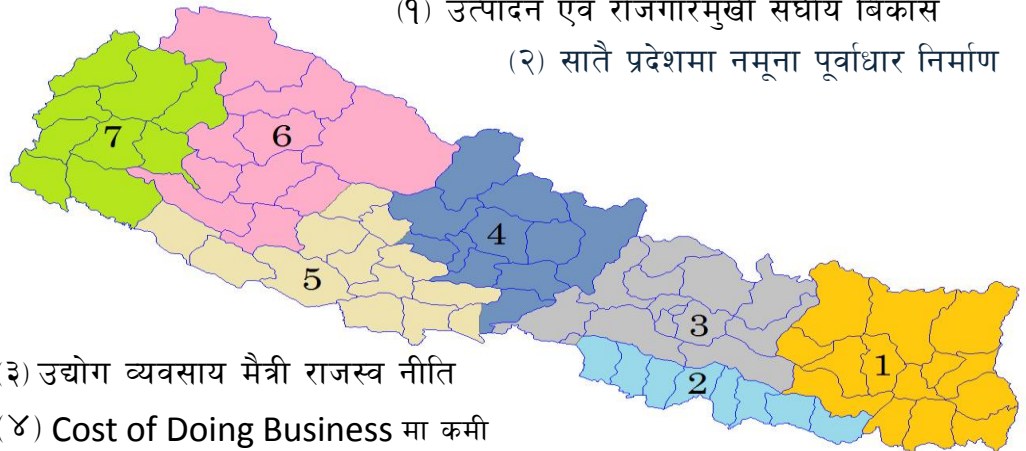 (१) उत्पादन एवं रोजगारमुखी संघीय बिकास
(२) सातै प्रदेशमा नमूना पूर्वाधार निर्माण
7
6
4
5
3
1
2
(३) उद्योग व्यवसाय मैत्री राजस्व नीति
(४) Cost of Doing Business मा कमी